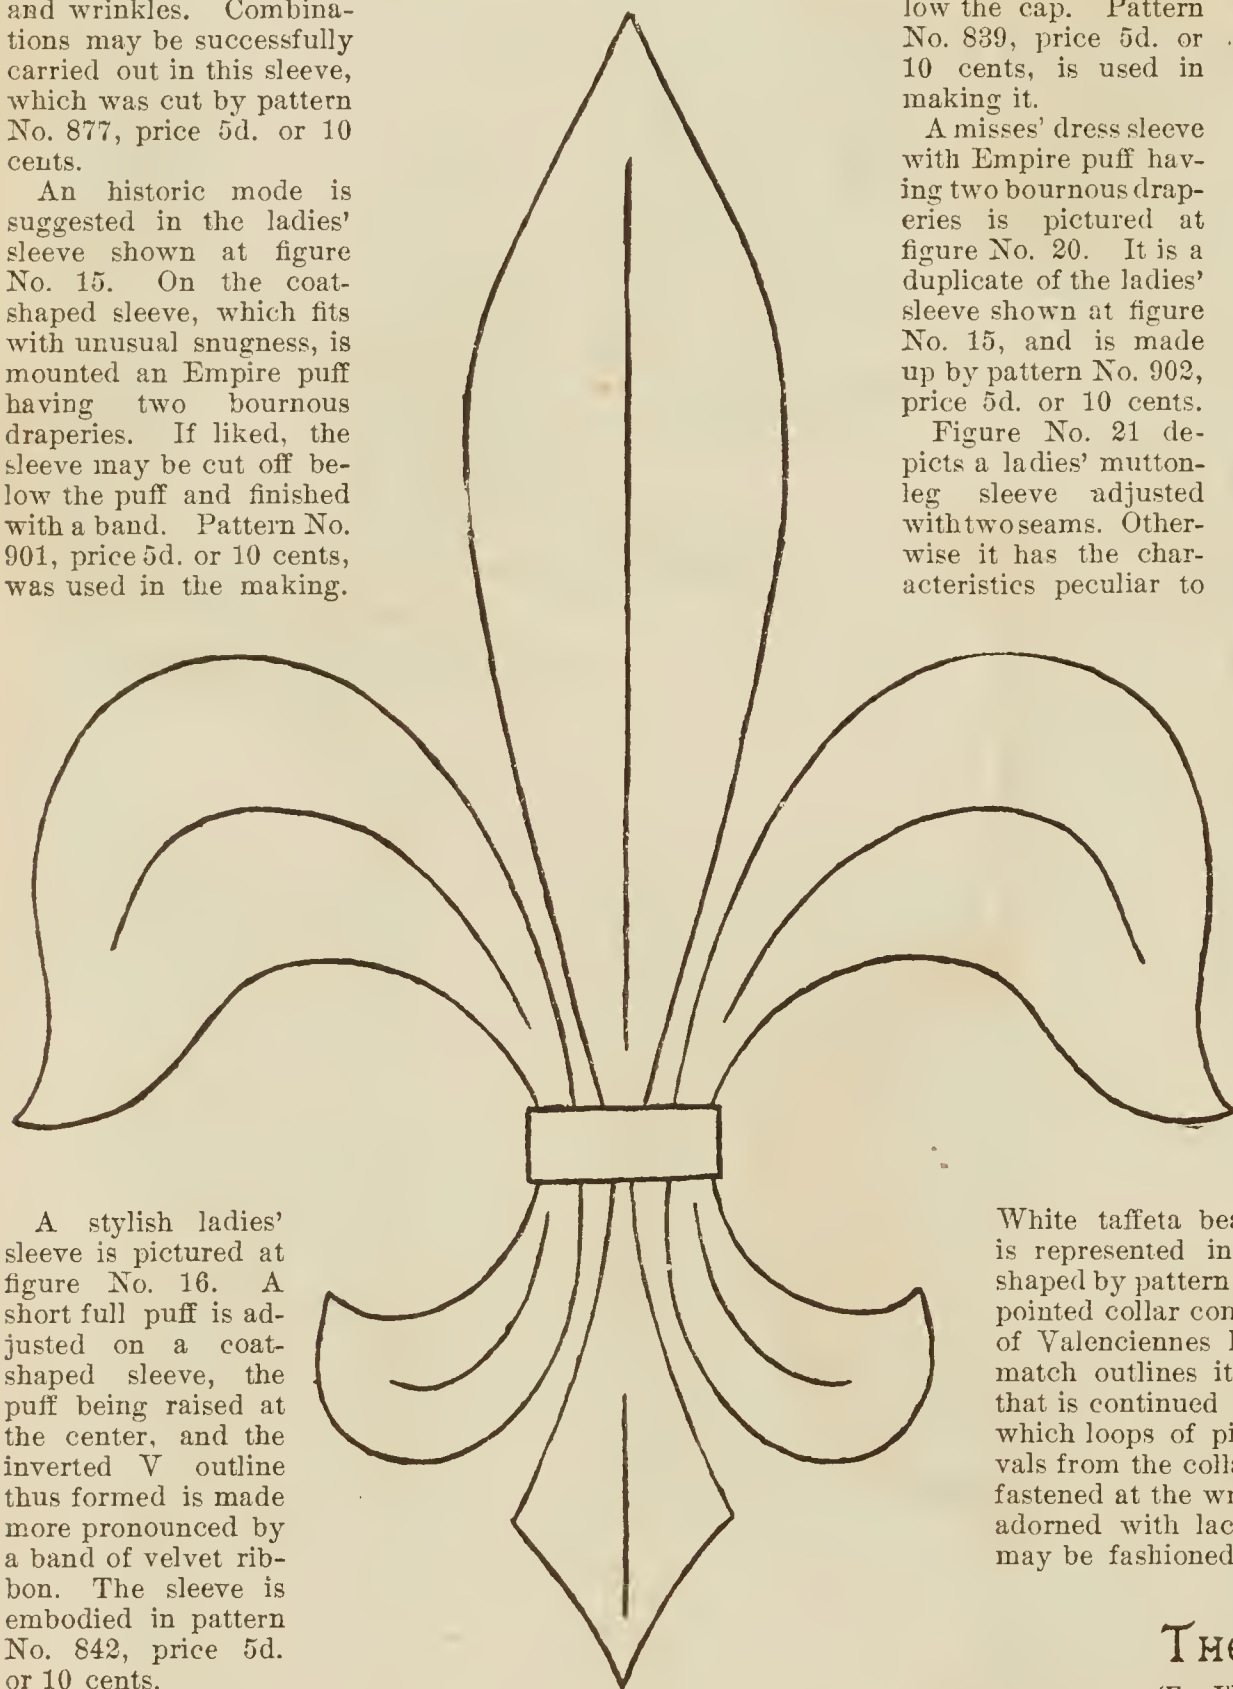 and wrinkles. Combina-
tions may be successfully
carried out in this sleeve,
which was cut by pattern
No. 877, price 5d. or 10
cents.
An historic mode is
suggested in the ladies'
sleeve shown at figure
No. 15. On the coat-
shaped sleeve, which fits
with unusual snugness, is
mounted an Empire puff
having two bournous
draperies. If liked, the
sleeve may be cut off be-
low the puff and finished
with a band. Pattern No.
901, price 5d. or 10 cents,
was used in the making.
A stylish ladies'
sleeve is pictured at
figure No. 16. A
short full puff is ad-
justed on a coat-
shaped sleeve, the
puff being raised at
the center, and the
inverted V outline
thus formed is made
more pronounced by
a band of velvet rib-
bon. The sleeve is
embodied in pattern
No. 842, price 5d.
or 10 cents.
low the cap. Pattern
No. 839, price 5d. or
10 cents, is used in
making it.
A misses' dress sleeve
with Empire puff hav-
ing two bournous drap-
eries is pictured at
figure No. 20. It is a
duplicate of the ladies'
sleeve shown at figure
No. 15, and is made
up by pattern No. 902,
price 5d. or 10 cents.
Figure No. 21 de-
picts a ladies' mutton-
leg sleeve adjusted
with two seams. Other-
wise it has the char-
acteristics peculiar to
White taffeta bea
is represented in
shaped by pattern
pointed collar con
of Valenciennes
match outlines it
that is continued
which loops of pi
vals from the coll
fastened at the wr
adorned with lac
may be fashioned
THE